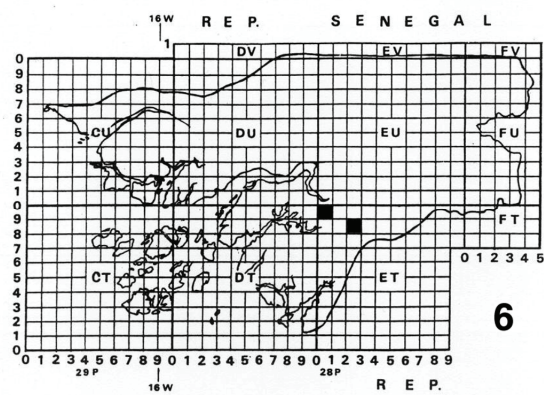 16 W R E P. S E N E G A L
1 DV EV FV
0
9
8
7
6
5 CU DU EU FU
4
3
2
1
0
9 FT
8
7 0 1 2 3 4 5
6
5 CT DT ET
4
3 6
2
1
0
0 1 2 3 4 5 6 7 8 9 0 1 2 3 4 5 6 7 8 9 0 1 2 3 4 5 6 7 8 9
29 P 28 P
16 W R E P.